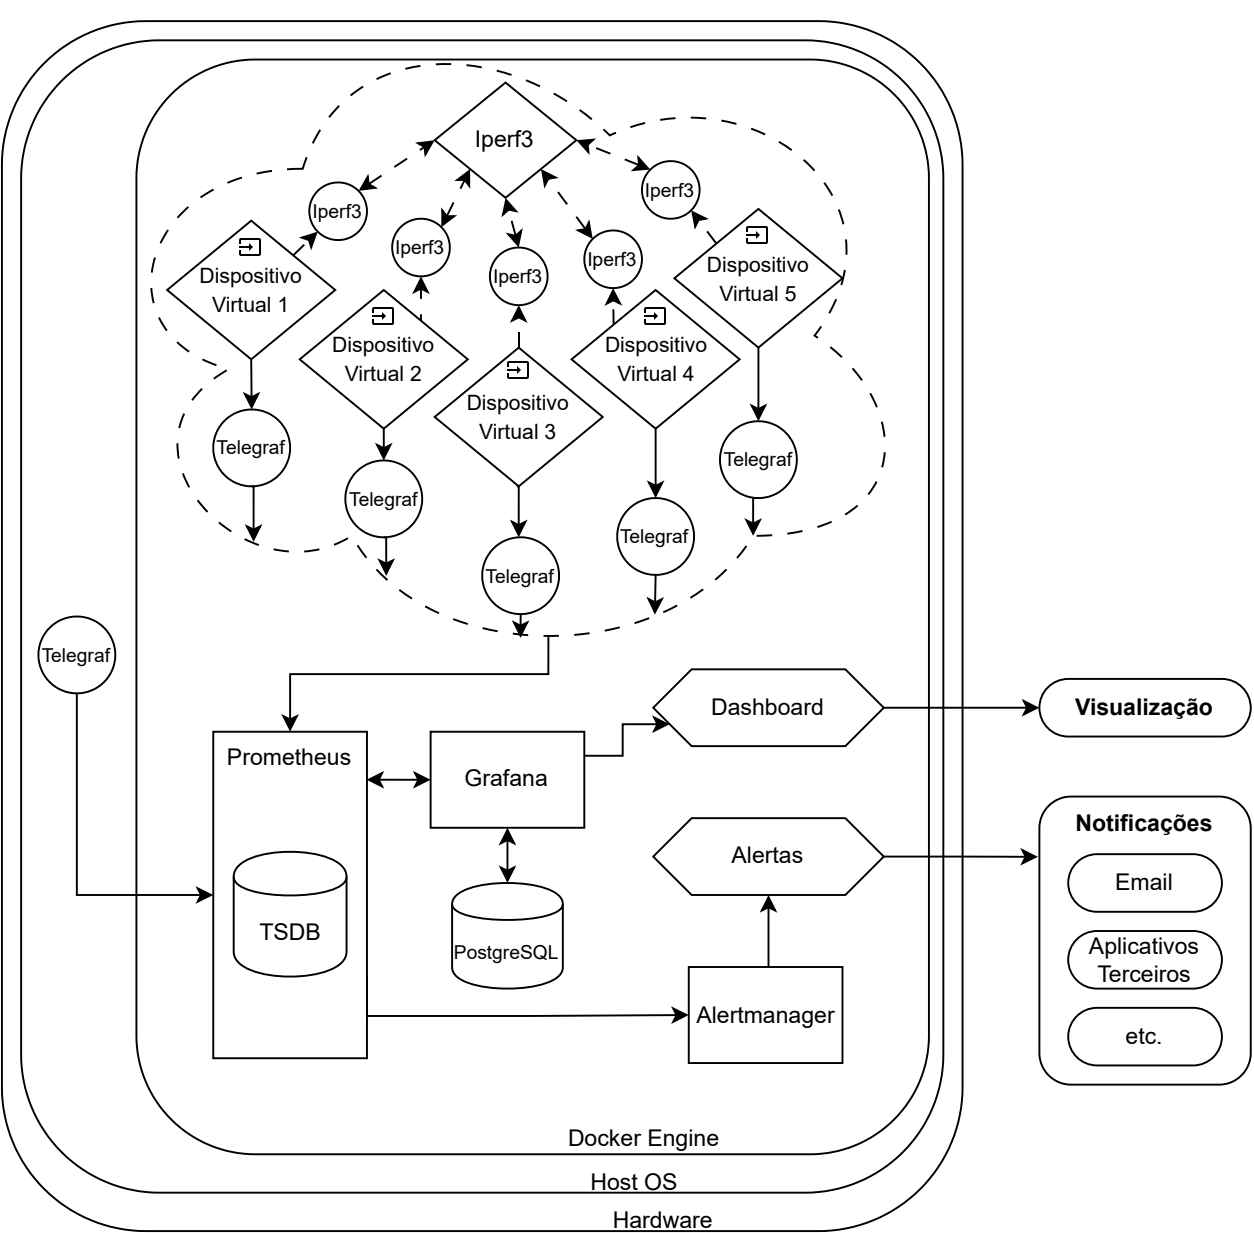 Iperf3
Iperf3
Iperf3
Iperf3
Iperf3
Iperf3
Dispositivo
Virtual 1
Dispositivo
Virtual 2
Dispositivo
Virtual 3
Dispositivo
Virtual 4
Dispositivo
Virtual 5
Telegraf
Telegraf
Telegraf
Telegraf
Telegraf
Telegraf
Prometheus
TSDB
Grafana
PostgreSQL
Dashboard
Alertas
Alertmanager
Visualização
Notificações
Email
Aplicativos
Terceiros
etc.
Docker Engine
Host OS
Hardware